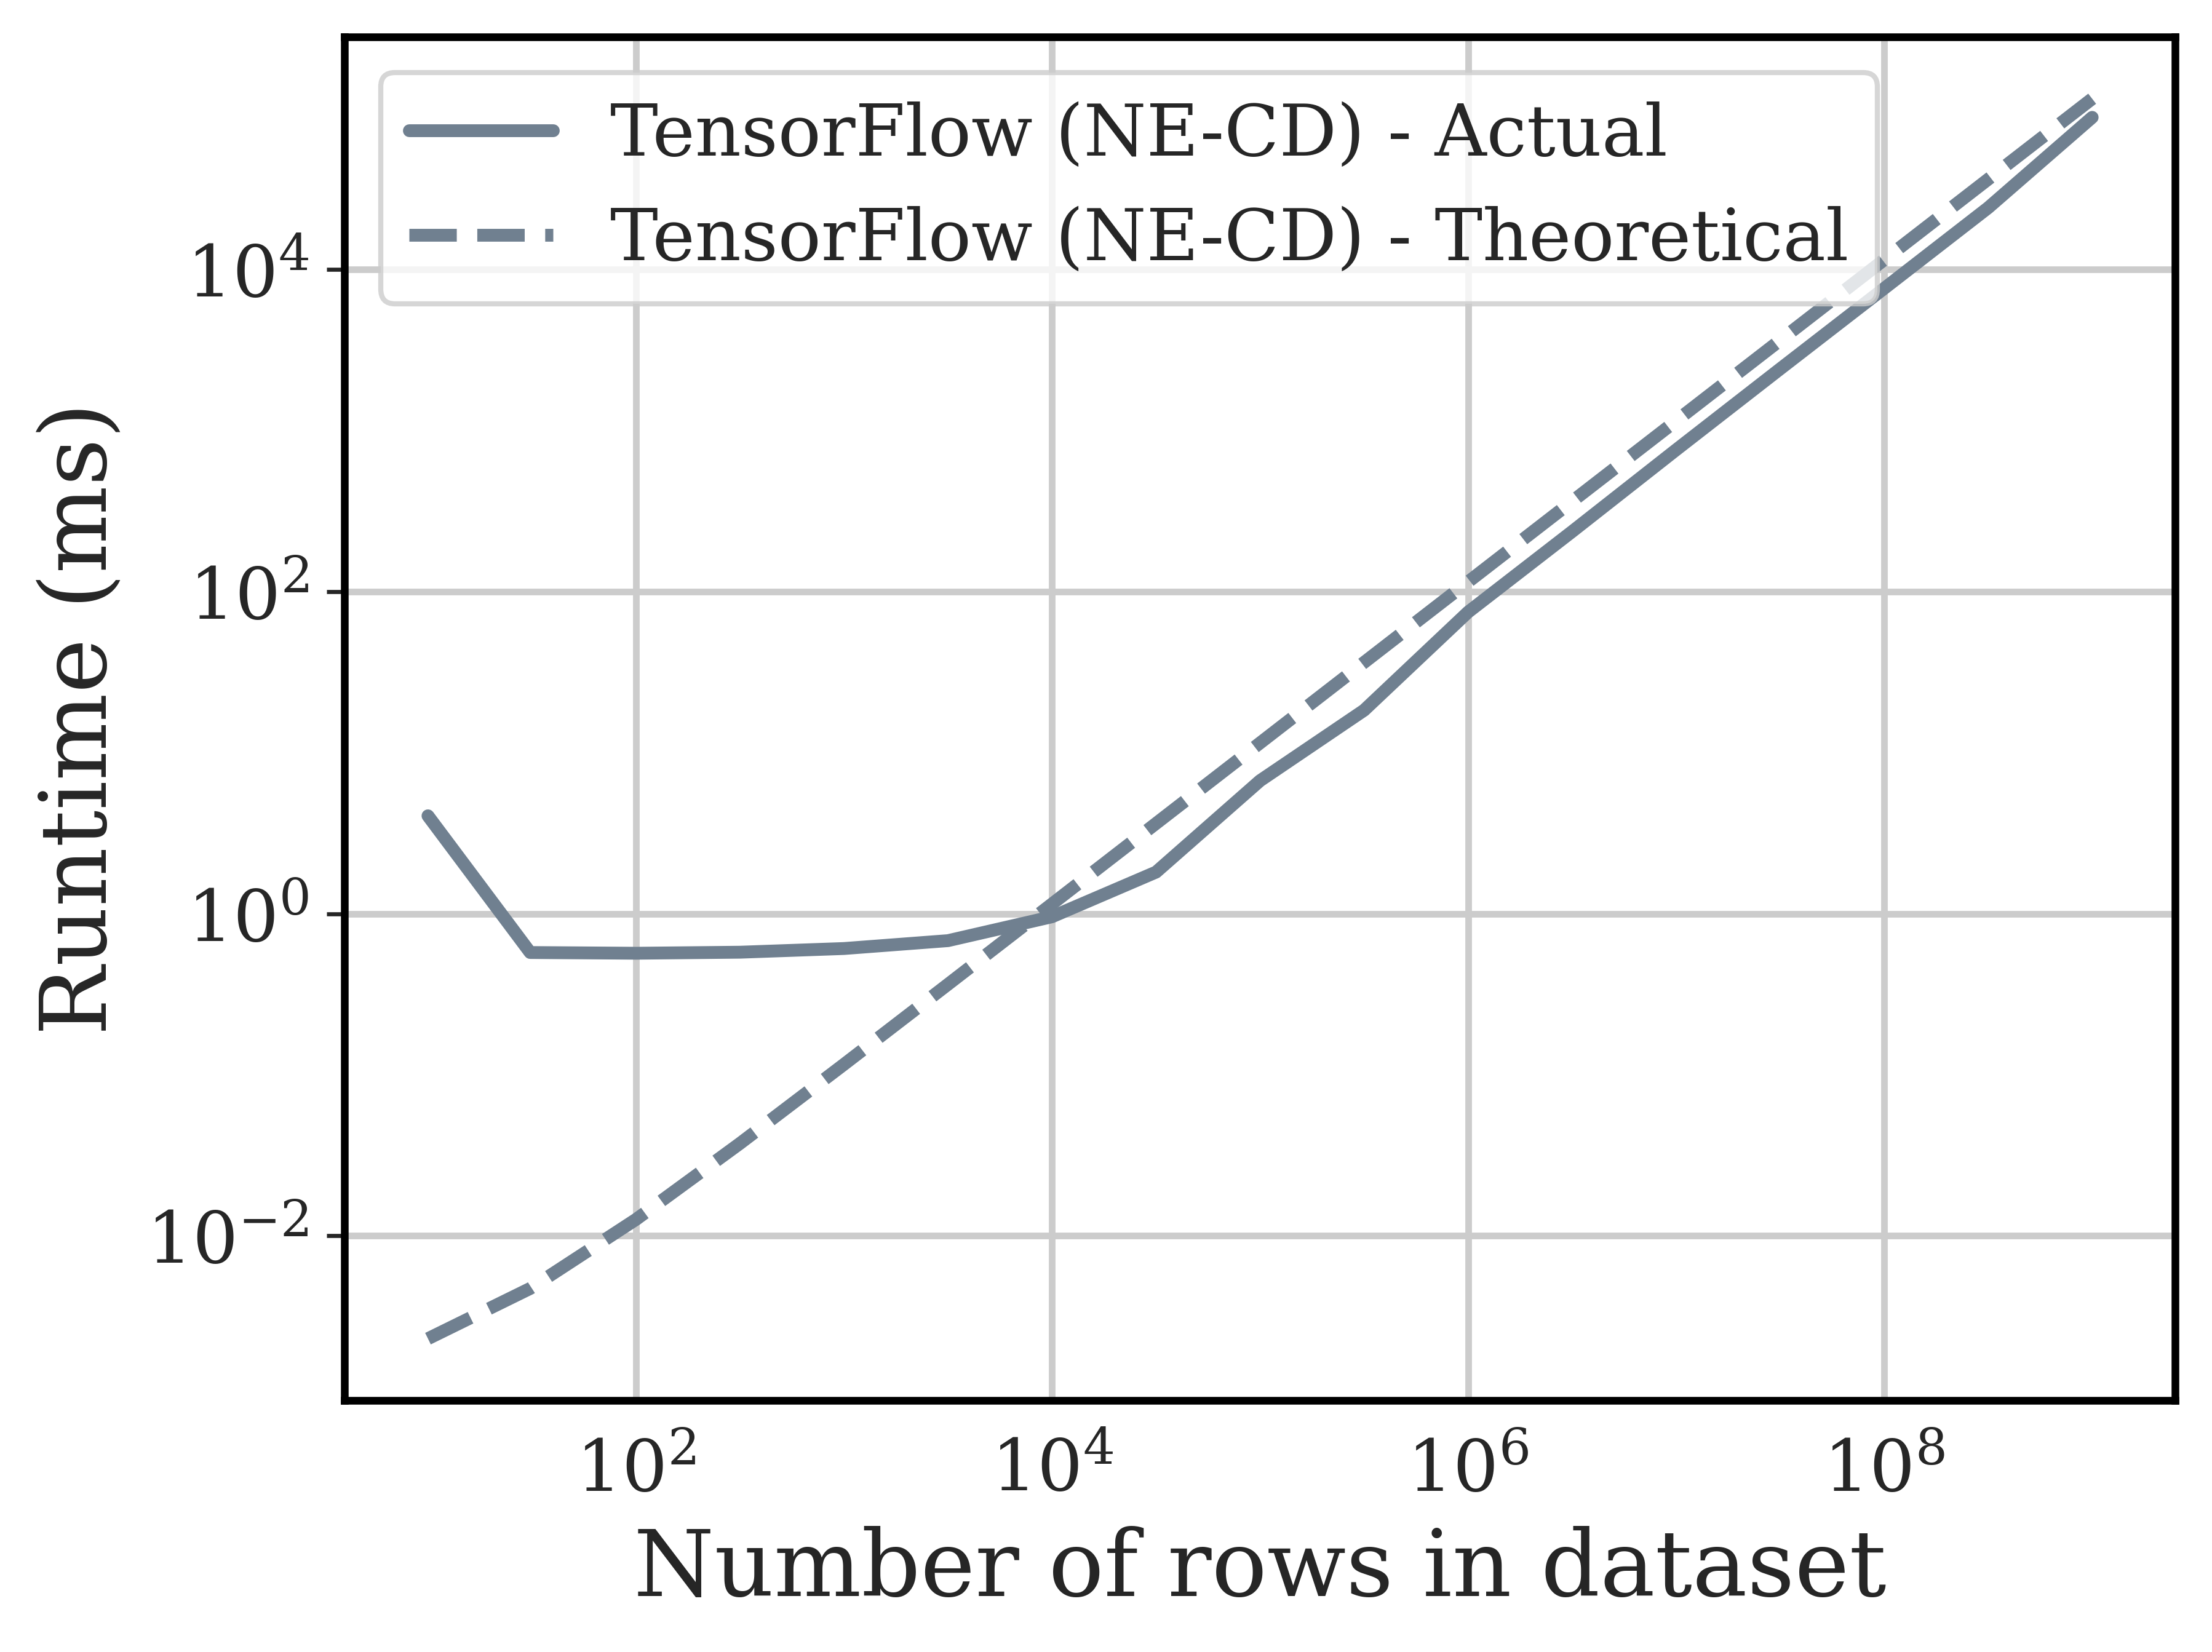 TensorFlow (NE-CD) - Actual
TensorFlow (NE-CD) - Theoretical
Runtime (ms)
10⁴
10²
10⁰
10⁻²
10² 10⁴ 10⁶ 10⁸
Number of rows in dataset